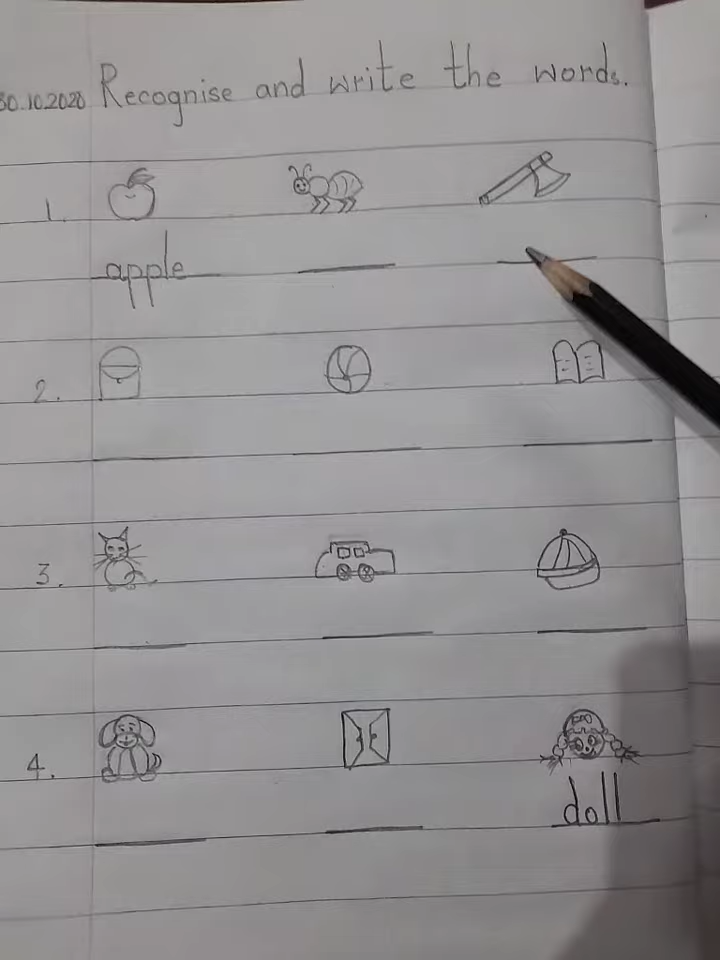 30.10.2020 Recognise and write the words.
1.
apple
2.
3.
4.
doll